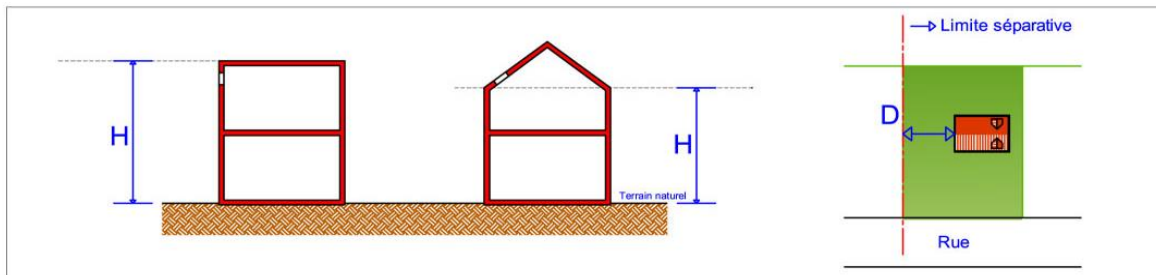 Limite séparative
D
H
H
Terrain naturel
Rue